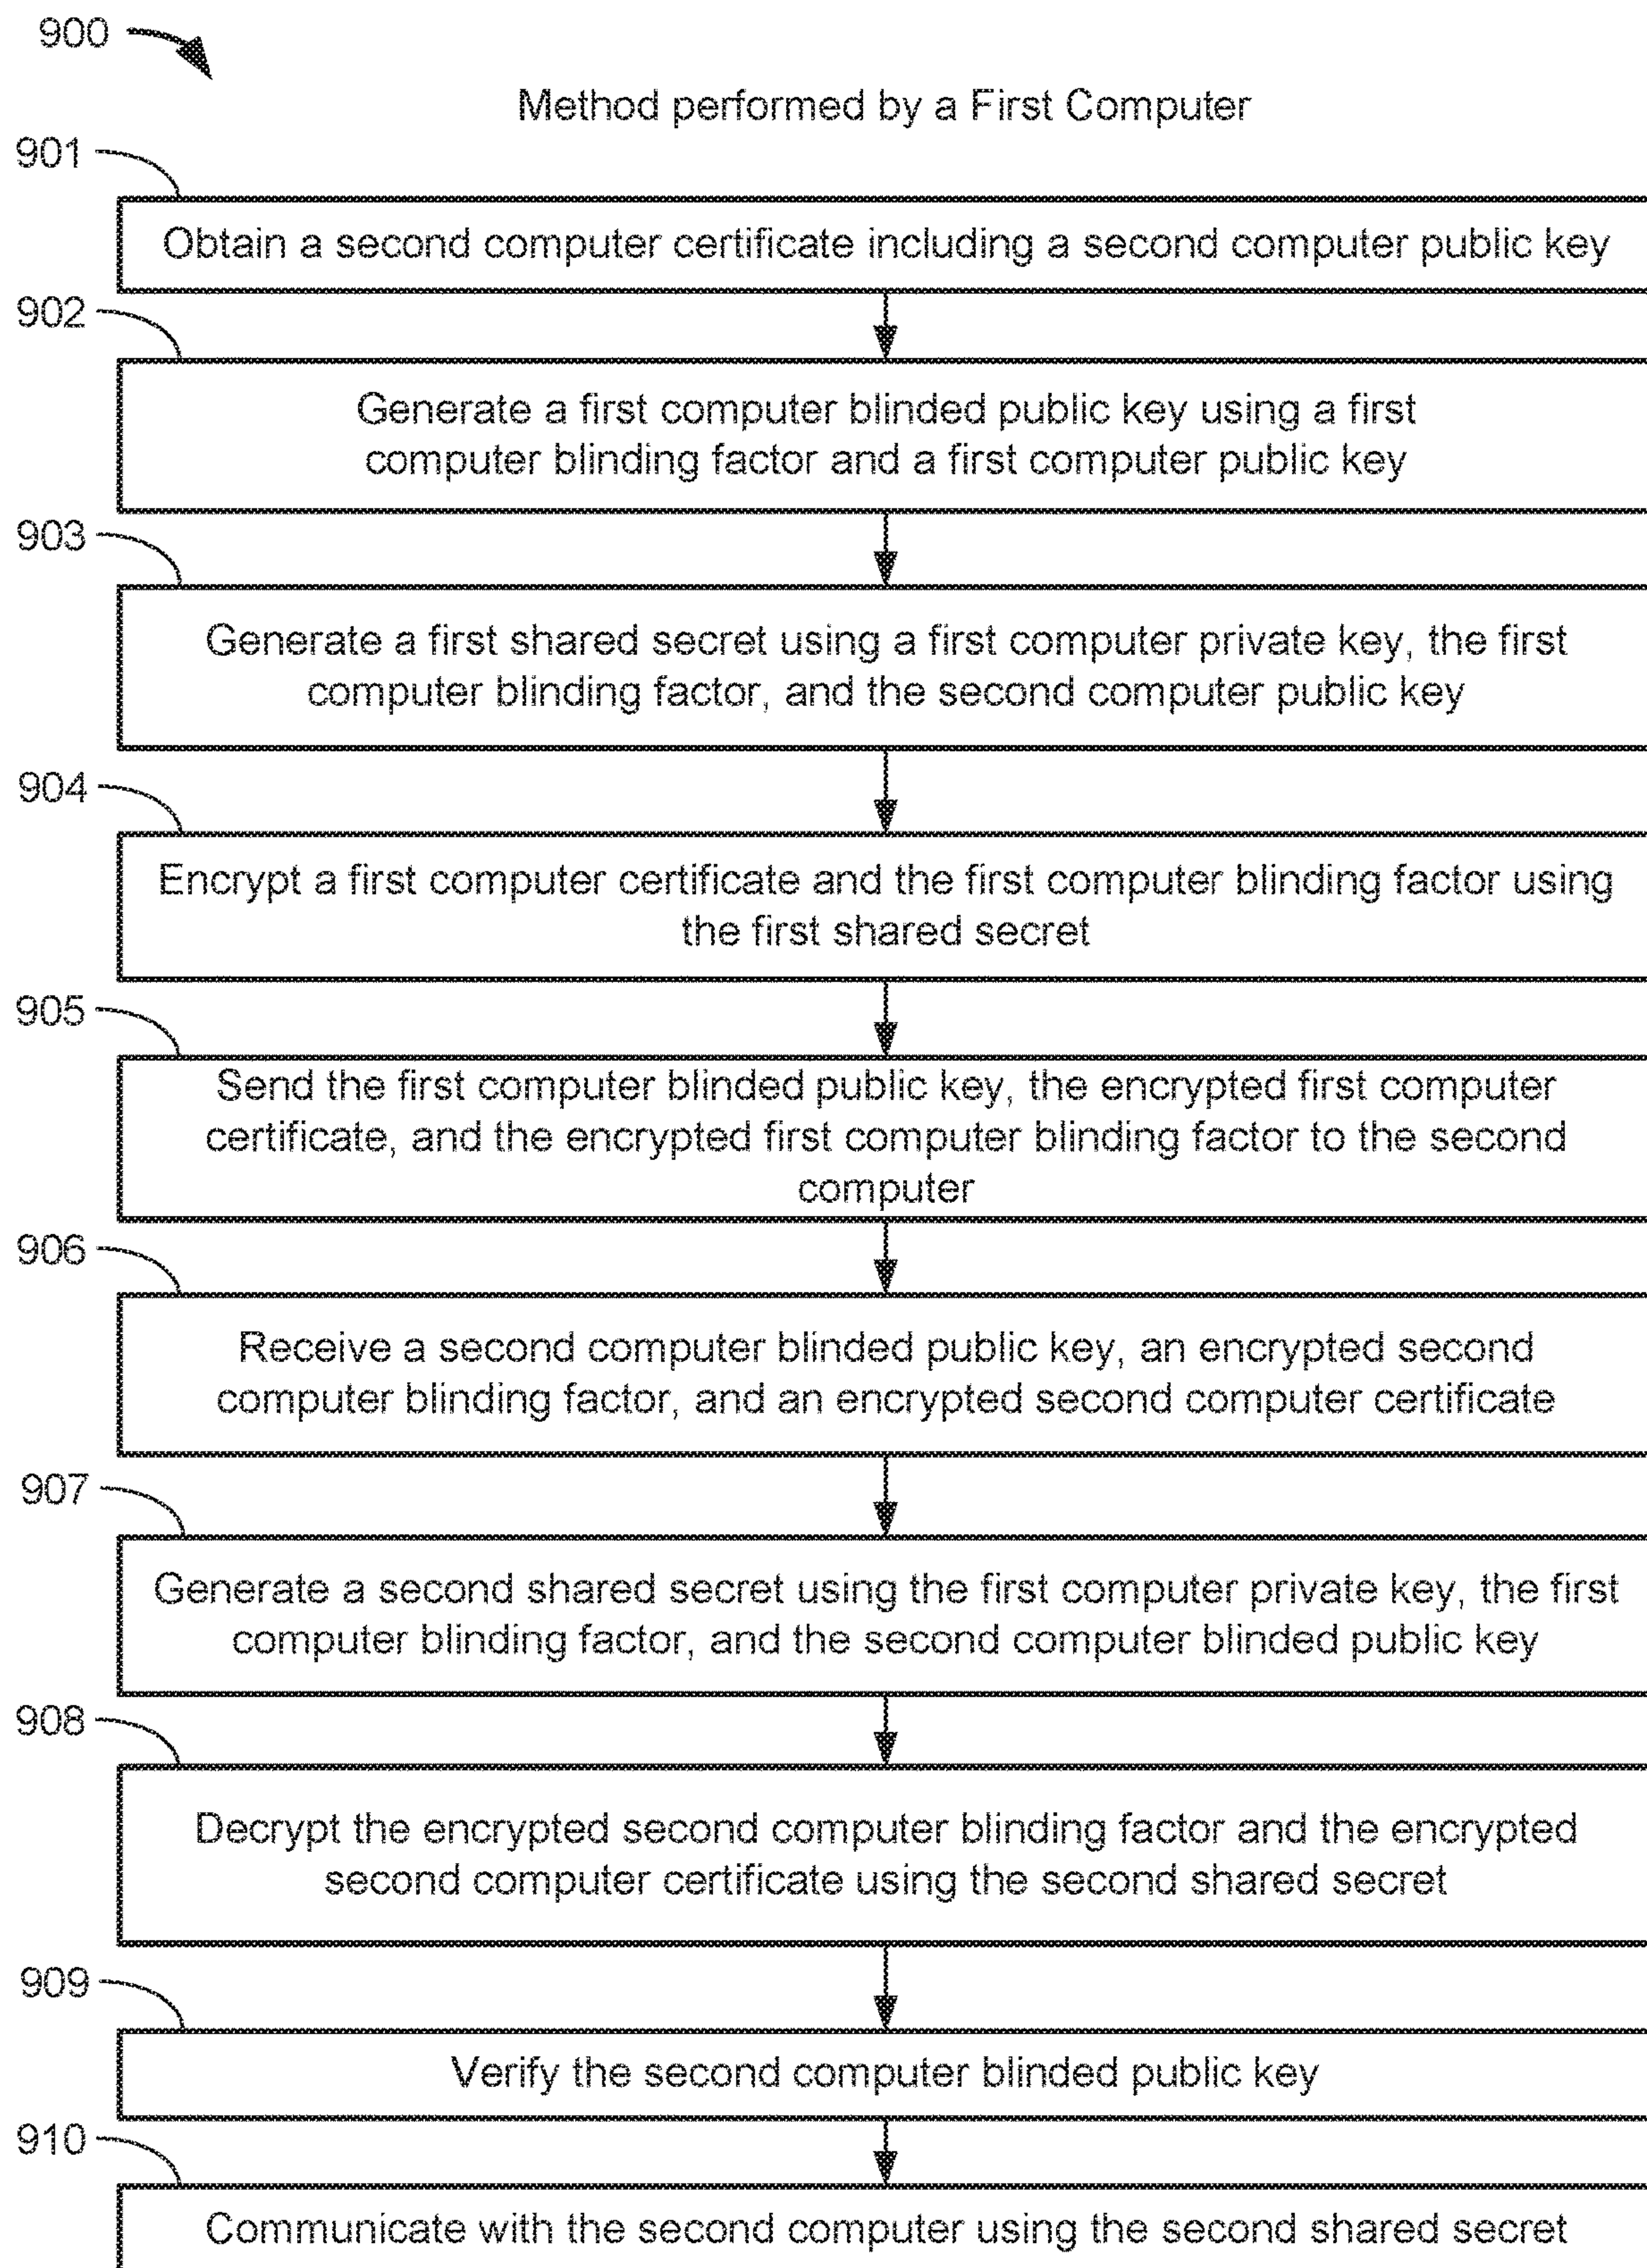 900
Method performed by a First Computer
901
Obtain a second computer certificate including a second computer public key
902
Generate a first computer blinded public key using a first
computer blinding factor and a first computer public key
903
Generate a first shared secret using a first computer private key, the first
computer blinding factor, and the second computer public key
904
Encrypt a first computer certificate and the first computer blinding factor using
the first shared secret
905
Send the first computer blinded public key, the encrypted first computer
certificate, and the encrypted first computer blinding factor to the second
computer
906
Receive a second computer blinded public key, an encrypted second
computer blinding factor, and an encrypted second computer certificate
907
Generate a second shared secret using the first computer private key, the first
computer blinding factor, and the second computer blinded public key
908
Decrypt the encrypted second computer blinding factor and the encrypted
second computer certificate using the second shared secret
909
Verify the second computer blinded public key
910
Communicate with the second computer using the second shared secret